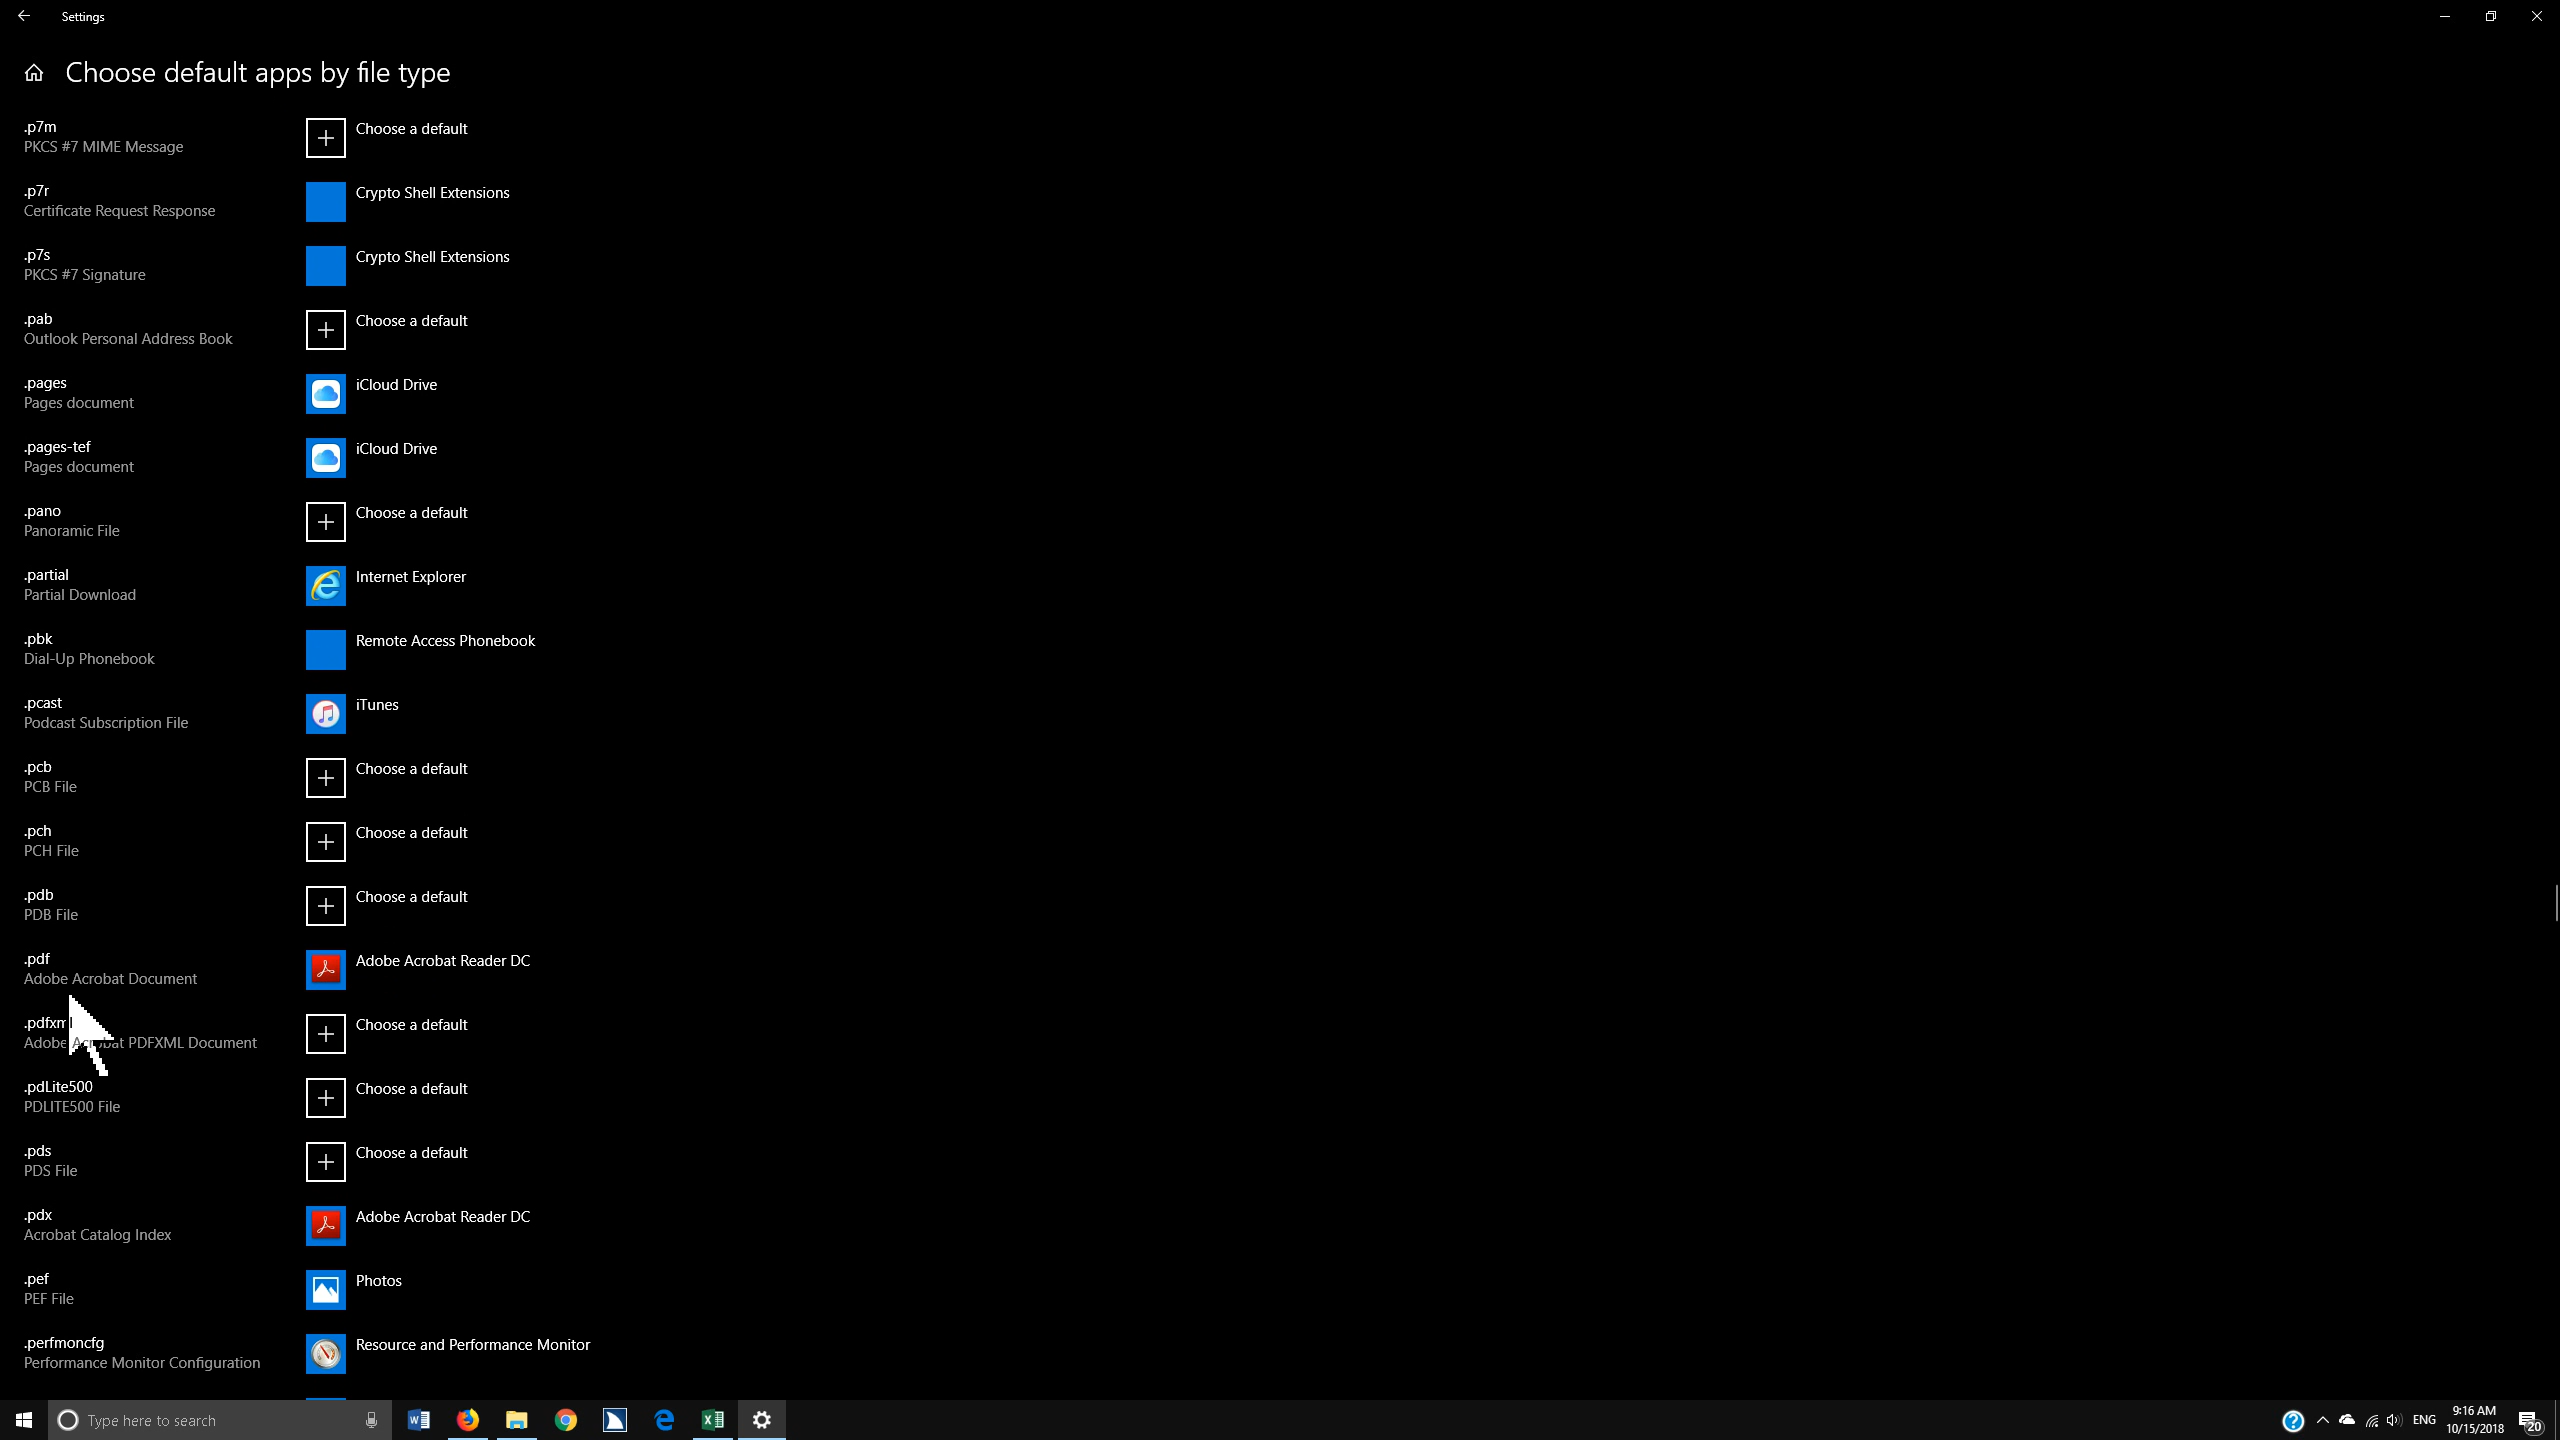 Settings
Choose default apps by file type
.p7m
PKCS #7 MIME Message
Choose a default
.p7r
Certificate Request Response
Crypto Shell Extensions
.p7s
PKCS #7 Signature
Crypto Shell Extensions
.pab
Outlook Personal Address Book
Choose a default
.pages
Pages document
iCloud Drive
.pages-tef
Pages document
iCloud Drive
.pano
Panoramic File
Choose a default
.partial
Partial Download
Internet Explorer
.pbk
Dial-Up Phonebook
Remote Access Phonebook
.pcast
Podcast Subscription File
iTunes
.pcb
PCB File
Choose a default
.pch
PCH File
Choose a default
.pdb
PDB File
Choose a default
.pdf
Adobe Acrobat Document
Adobe Acrobat Reader DC
.pdfxml
Adobe Acrobat PDFXML Document
Choose a default
.pdLite500
PDLITE500 File
Choose a default
.pds
PDS File
Choose a default
.pdx
Acrobat Catalog Index
Adobe Acrobat Reader DC
.pef
PEF File
Photos
.perfmoncfg
Performance Monitor Configuration
Resource and Performance Monitor
Type here to search
ENG
9:16 AM
10/15/2018
20